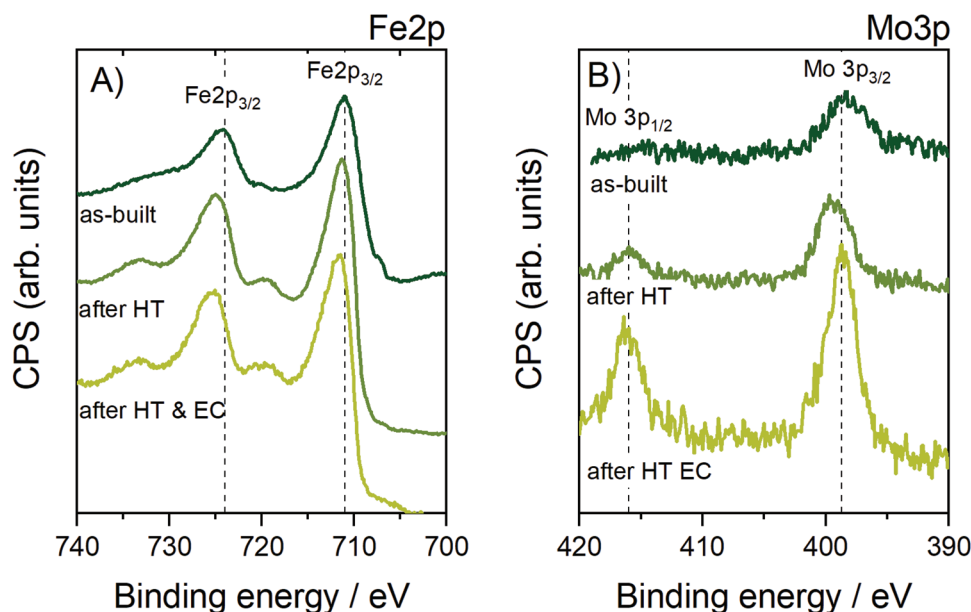 Fe2p
A)
Fe2p3/2
Fe2p3/2
as-built
after HT
after HT & EC
CPS (arb. units)
740 730 720 710 700
Binding energy / eV
Mo3p
B)
Mo 3p3/2
Mo 3p1/2
as-built
after HT
after HT EC
CPS (arb. units)
420 410 400 390
Binding energy / eV